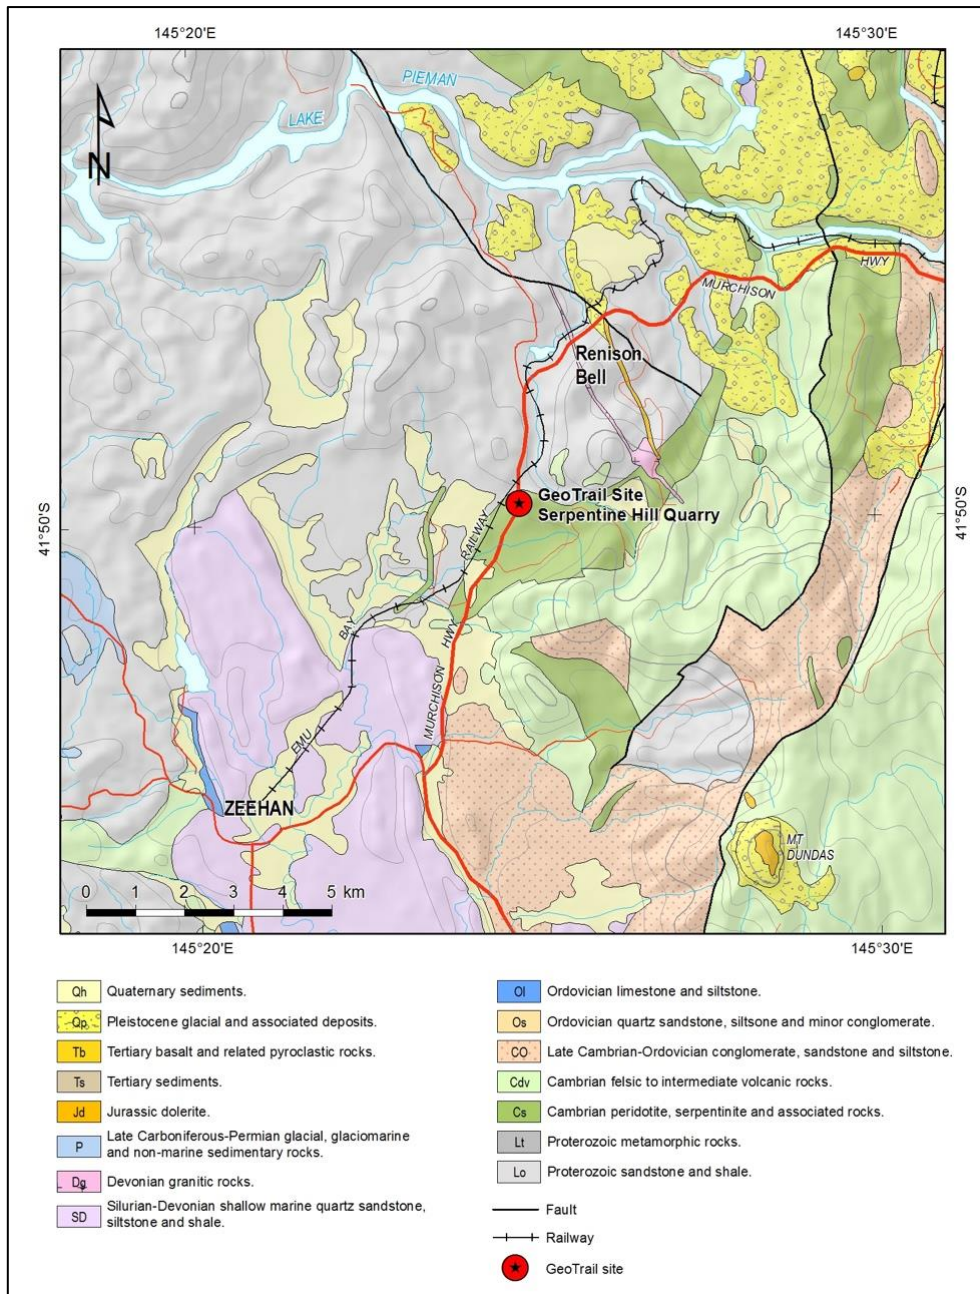 145°20'E
145°30'E
PIEMAN
LAKE
N
HWY
MURCHISON
Renison
Bell
GeoTrail Site
Serpentine Hill Quarry
41°50'S
41°50'S
RAILWAY
BAY
HWY
MURCHISON
EMU
ZEEHAN
MT
DUNDAS
0 1 2 3 4 5 km
145°20'E
145°30'E
Qh Quaternary sediments.
Qp Pleistocene glacial and associated deposits.
Tb Tertiary basalt and related pyroclastic rocks.
Ts Tertiary sediments.
Jd Jurassic dolerite.
P Late Carboniferous-Permian glacial, glaciomarine
and non-marine sedimentary rocks.
Dg Devonian granitic rocks.
SD Silurian-Devonian shallow marine quartz sandstone,
siltstone and shale.
Ol Ordovician limestone and siltstone.
Os Ordovician quartz sandstone, siltsone and minor conglomerate.
CO Late Cambrian-Ordovician conglomerate, sandstone and siltstone.
Cdv Cambrian felsic to intermediate volcanic rocks.
Cs Cambrian peridotite, serpentinite and associated rocks.
Lt Proterozoic metamorphic rocks.
Lo Proterozoic sandstone and shale.
Fault
Railway
GeoTrail site